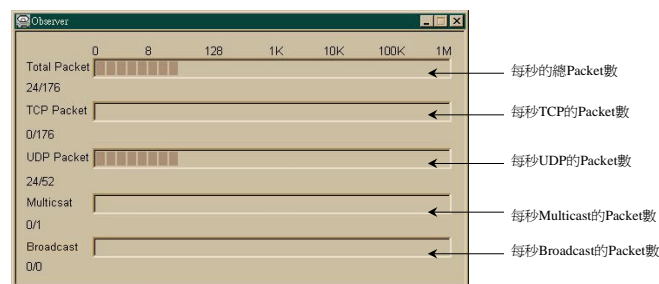 Observer
0 8 128 1K 10K 100K 1M
Total Packet
每秒的總Packet數
24/176
TCP Packet
每秒TCP的Packet數
0/176
UDP Packet
每秒UDP的Packet數
24/52
Multicsat
每秒Multicast的Packet數
0/1
Broadcast
每秒Broadcast的Packet數
0/0